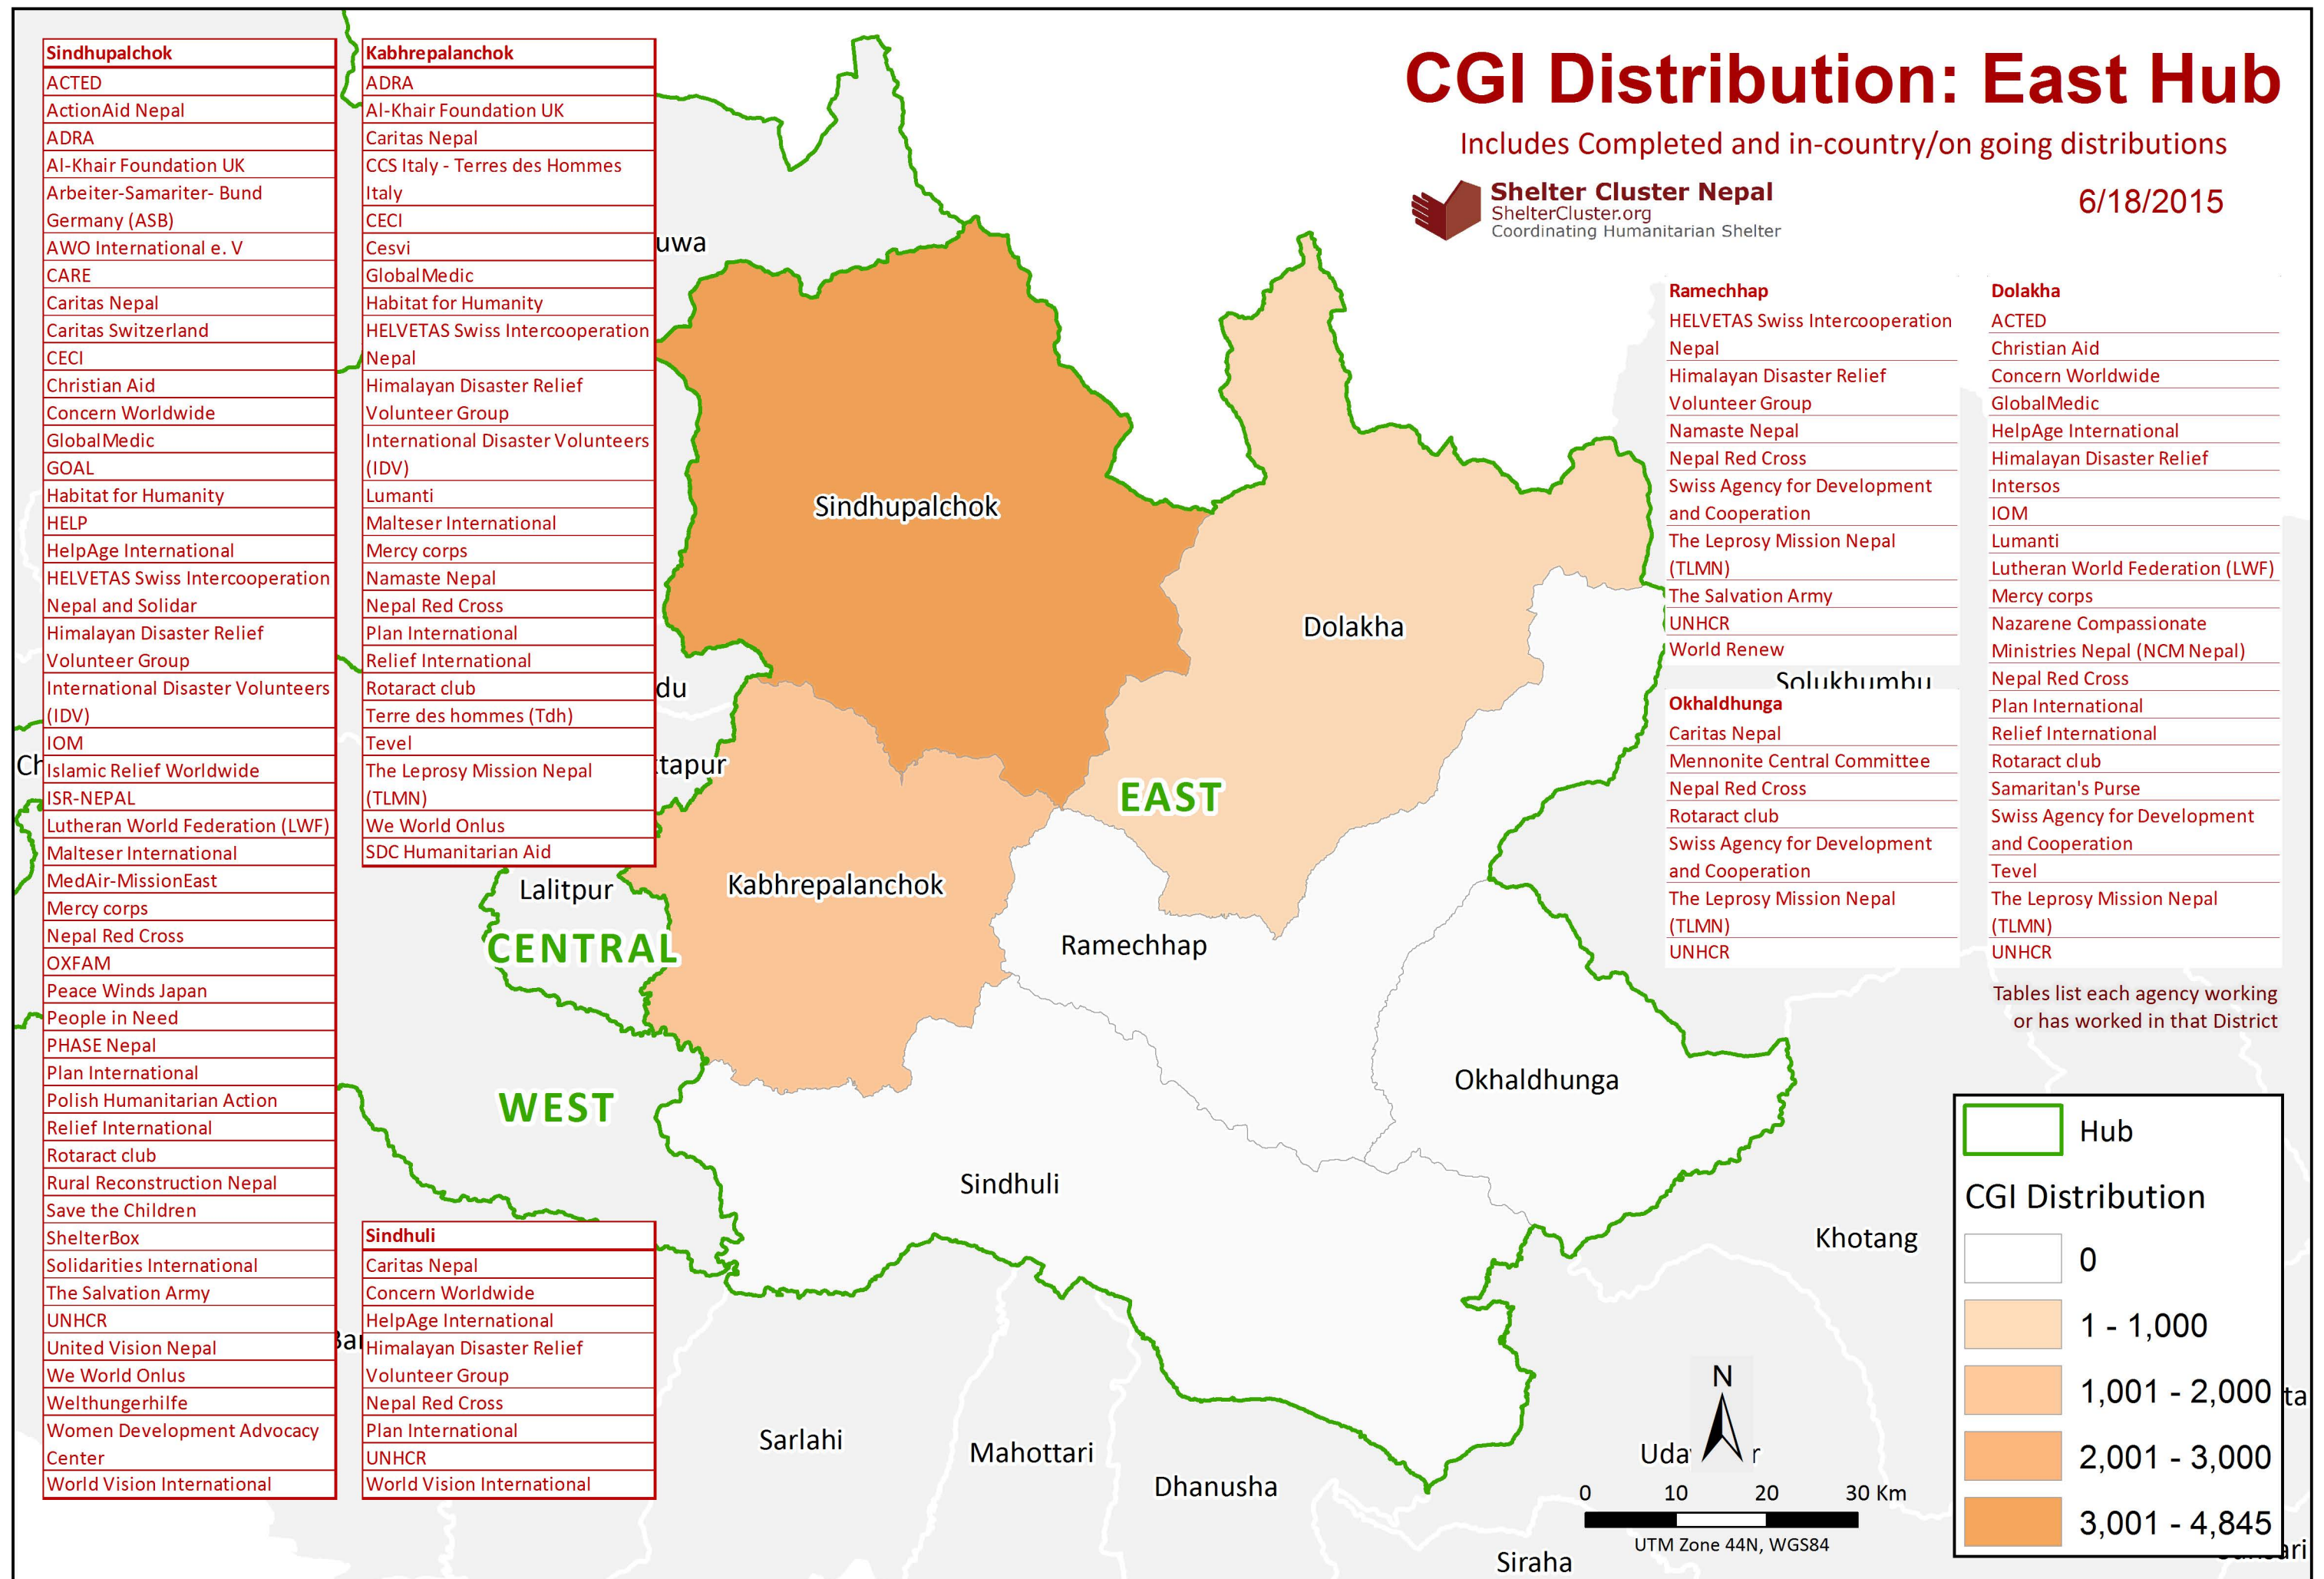 CGI Distribution: East Hub
Includes Completed and in-country/on going distributions
Shelter Cluster Nepal
ShelterCluster.org
Coordinating Humanitarian Shelter
6/18/2015
Sindhupalchok
ACTED
ActionAid Nepal
ADRA
Al-Khair Foundation UK
Arbeiter-Samariter- Bund
Germany (ASB)
AWO International e. V
CARE
Caritas Nepal
Caritas Switzerland
CECI
Christian Aid
Concern Worldwide
GlobalMedic
GOAL
Habitat for Humanity
HELP
HelpAge International
HELVETAS Swiss Intercooperation
Nepal and Solidar
Himalayan Disaster Relief
Volunteer Group
International Disaster Volunteers
(IDV)
IOM
Islamic Relief Worldwide
ISR-NEPAL
Lutheran World Federation (LWF)
Malteser International
MedAir-MissionEast
Mercy corps
Nepal Red Cross
OXFAM
Peace Winds Japan
People in Need
PHASE Nepal
Plan International
Polish Humanitarian Action
Relief International
Rotaract club
Rural Reconstruction Nepal
Save the Children
ShelterBox
Solidarities International
The Salvation Army
UNHCR
United Vision Nepal
We World Onlus
Welthungerhilfe
Women Development Advocacy
Center
World Vision International
Kabhrepalanchok
ADRA
Al-Khair Foundation UK
Caritas Nepal
CCS Italy - Terres des Hommes
Italy
CECI
Cesvi
GlobalMedic
Habitat for Humanity
HELVETAS Swiss Intercooperation
Nepal
Himalayan Disaster Relief
Volunteer Group
International Disaster Volunteers
(IDV)
Lumanti
Malteser International
Mercy corps
Namaste Nepal
Nepal Red Cross
Plan International
Relief International
Rotaract club
Terre des hommes (Tdh)
Tevel
The Leprosy Mission Nepal
(TLMN)
We World Onlus
SDC Humanitarian Aid
Sindhuli
Caritas Nepal
Concern Worldwide
HelpAge International
Himalayan Disaster Relief
Volunteer Group
Nepal Red Cross
Plan International
UNHCR
World Vision International
Ramechhap
HELVETAS Swiss Intercooperation
Nepal
Himalayan Disaster Relief
Volunteer Group
Namaste Nepal
Nepal Red Cross
Swiss Agency for Development
and Cooperation
The Leprosy Mission Nepal
(TLMN)
The Salvation Army
UNHCR
World Renew
Okhaldhunga
Caritas Nepal
Mennonite Central Committee
Nepal Red Cross
Rotaract club
Swiss Agency for Development
and Cooperation
The Leprosy Mission Nepal
(TLMN)
UNHCR
Dolakha
ACTED
Christian Aid
Concern Worldwide
GlobalMedic
HelpAge International
Himalayan Disaster Relief
Intersos
IOM
Lumanti
Lutheran World Federation (LWF)
Mercy corps
Nazarene Compassionate
Ministries Nepal (NCM Nepal)
Nepal Red Cross
Plan International
Relief International
Rotaract club
Samaritan's Purse
Swiss Agency for Development
and Cooperation
Tevel
The Leprosy Mission Nepal
(TLMN)
UNHCR
Tables list each agency working
or has worked in that District
uwa
Sindhupalchok
Dolakha
du
Solukhumbu
Ch
tapur
EAST
Lalitpur
Kabhrepalanchok
CENTRAL
Ramechhap
Okhaldhunga
WEST
Sindhuli
Khotang
Bar
Sarlahi
Mahottari
Dhanusha
Uda
r
Siraha
ta
ari
N
0 10 20 30 Km
UTM Zone 44N, WGS84
Hub
CGI Distribution
0
1 - 1,000
1,001 - 2,000
2,001 - 3,000
3,001 - 4,845